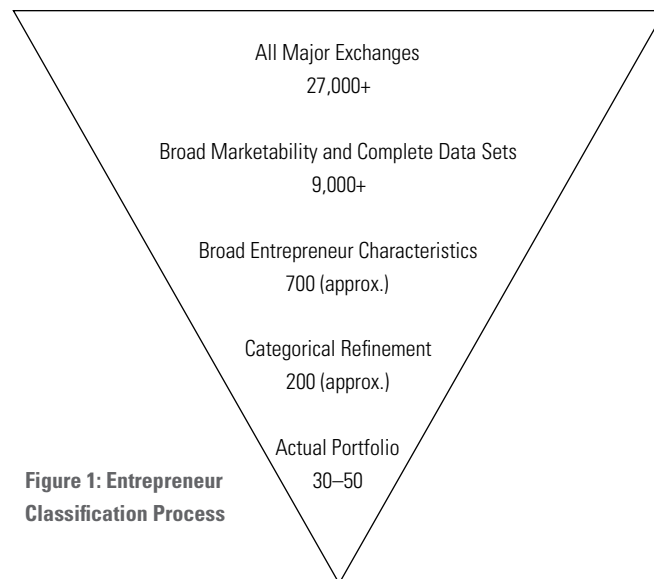 All Major Exchanges
27,000+
Broad Marketability and Complete Data Sets
9,000+
Broad Entrepreneur Characteristics
700 (approx.)
Categorical Refinement
200 (approx.)
Actual Portfolio
30–50
Figure 1: Entrepreneur
Classification Process